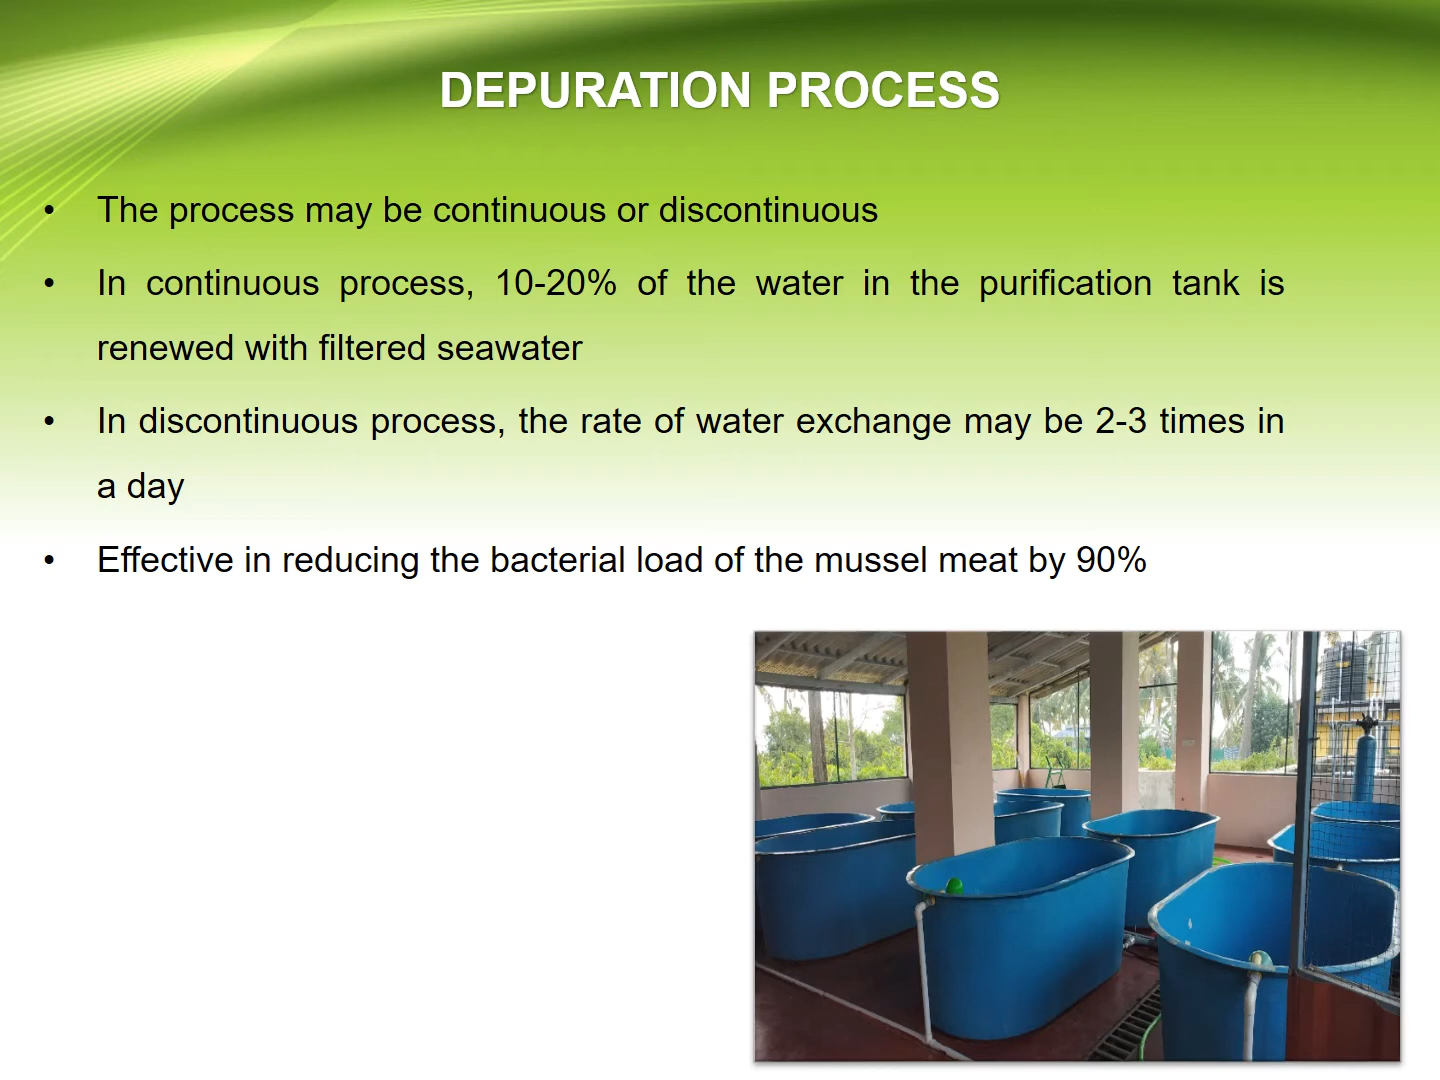 DEPURATION PROCESS
• The process may be continuous or discontinuous
• In continuous process, 10-20% of the water in the purification tank is
renewed with filtered seawater
• In discontinuous process, the rate of water exchange may be 2-3 times in
a day
• Effective in reducing the bacterial load of the mussel meat by 90%